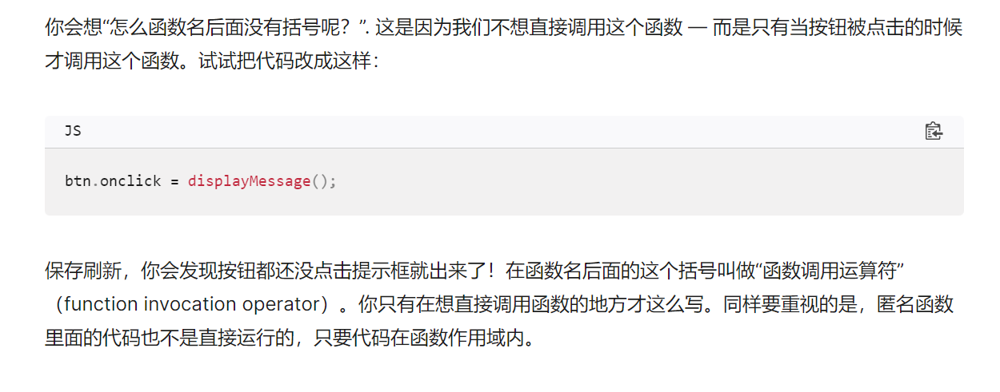 你会想“怎么函数名后面没有括号呢？”. 这是因为我们不想直接调用这个函数 — 而是只有当按钮被点击的时候
才调用这个函数。试试把代码改成这样：
JS
btn.onclick = displayMessage();
保存刷新，你会发现按钮都还没点击提示框就出来了！在函数名后面的这个括号叫做“函数调用运算符”
（function invocation operator）。你只有在想直接调用函数的地方才这么写。同样要重视的是，匿名函数
里面的代码也不是直接运行的，只要代码在函数作用域内。